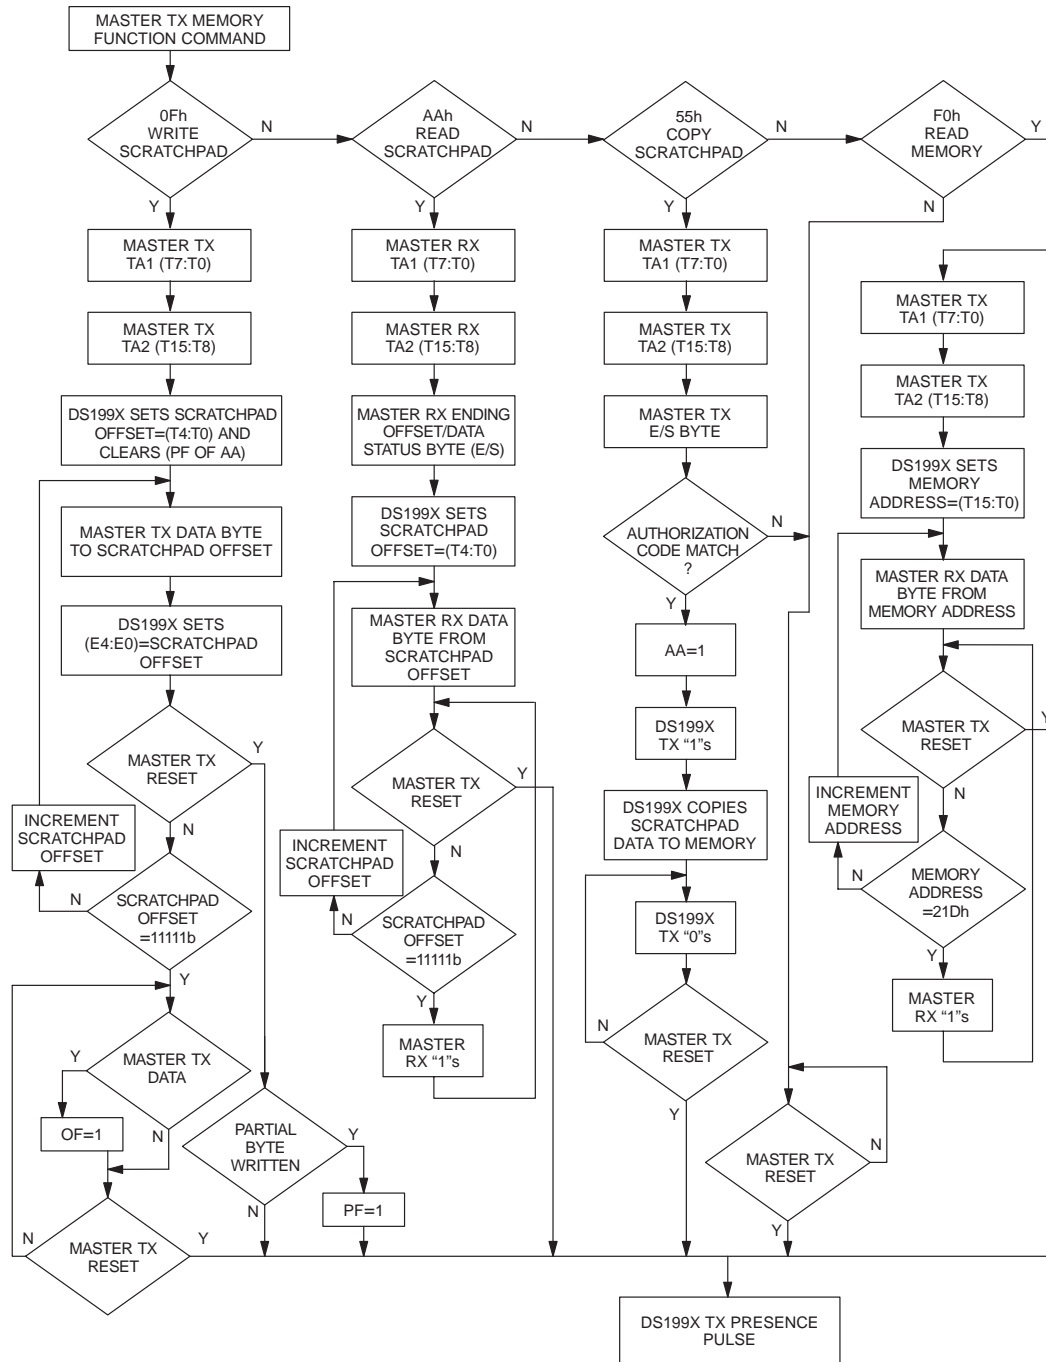 MASTER TX MEMORY
FUNCTION COMMAND
0Fh
WRITE
SCRATCHPAD
N
Y
AAh
READ
SCRATCHPAD
N
Y
55h
COPY
SCRATCHPAD
N
Y
F0h
READ
MEMORY
Y
N
MASTER TX
TA1 (T7:T0)
MASTER TX
TA2 (T15:T8)
DS199X SETS SCRATCHPAD
OFFSET=(T4:T0) AND
CLEARS (PF OF AA)
MASTER TX DATA BYTE
TO SCRATCHPAD OFFSET
DS199X SETS
(E4:E0)=SCRATCHPAD
OFFSET
MASTER TX
RESET
Y
N
INCREMENT
SCRATCHPAD
OFFSET
N
SCRATCHPAD
OFFSET
=11111b
Y
MASTER TX
DATA
Y
N
OF=1
MASTER TX
RESET
N
Y
PARTIAL
BYTE
WRITTEN
Y
N
PF=1
MASTER RX
TA1 (T7:T0)
MASTER RX
TA2 (T15:T8)
MASTER RX ENDING
OFFSET/DATA
STATUS BYTE (E/S)
DS199X SETS
SCRATCHPAD
OFFSET=(T4:T0)
MASTER RX DATA
BYTE FROM
SCRATCHPAD
OFFSET
MASTER TX
RESET
Y
N
INCREMENT
SCRATCHPAD
OFFSET
N
SCRATCHPAD
OFFSET
=11111b
Y
MASTER
RX “1”s
MASTER TX
TA1 (T7:T0)
MASTER TX
TA2 (T15:T8)
MASTER TX
E/S BYTE
AUTHORIZATION
CODE MATCH
?
N
Y
AA=1
DS199X
TX “1”s
DS199X COPIES
SCRATCHPAD
DATA TO MEMORY
DS199X
TX “0”s
MASTER TX
RESET
N
Y
MASTER TX
TA1 (T7:T0)
MASTER TX
TA2 (T15:T8)
DS199X SETS
MEMORY
ADDRESS=(T15:T0)
MASTER RX DATA
BYTE FROM
MEMORY ADDRESS
MASTER TX
RESET
Y
N
INCREMENT
MEMORY
ADDRESS
N
MEMORY
ADDRESS
=21Dh
Y
MASTER
RX “1”s
MASTER TX
RESET
N
Y
DS199X TX PRESENCE
PULSE